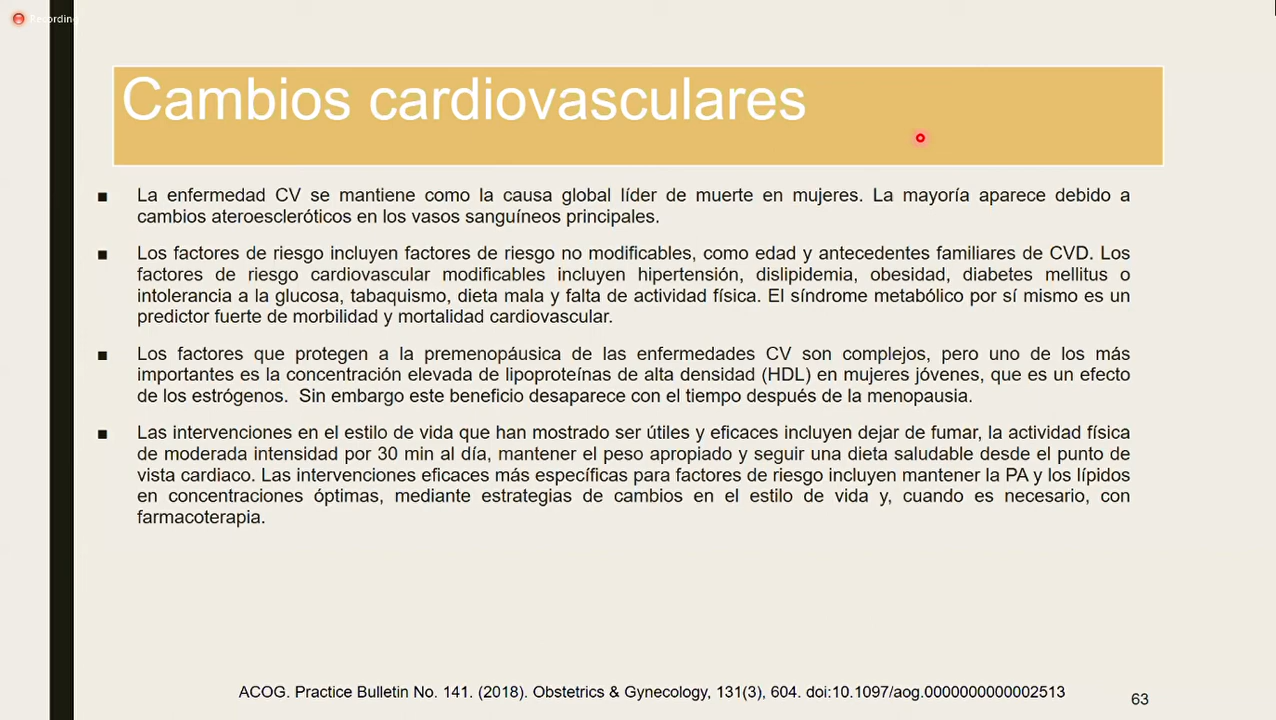 Recording
Cambios cardiovasculares
■ La enfermedad CV se mantiene como la causa global líder de muerte en mujeres. La mayoría aparece debido a
cambios ateroescleróticos en los vasos sanguíneos principales.
■ Los factores de riesgo incluyen factores de riesgo no modificables, como edad y antecedentes familiares de CVD. Los
factores de riesgo cardiovascular modificables incluyen hipertensión, dislipidemia, obesidad, diabetes mellitus o
intolerancia a la glucosa, tabaquismo, dieta mala y falta de actividad física. El síndrome metabólico por sí mismo es un
predictor fuerte de morbilidad y mortalidad cardiovascular.
■ Los factores que protegen a la premenopáusica de las enfermedades CV son complejos, pero uno de los más
importantes es la concentración elevada de lipoproteínas de alta densidad (HDL) en mujeres jóvenes, que es un efecto
de los estrógenos. Sin embargo este beneficio desaparece con el tiempo después de la menopausia.
■ Las intervenciones en el estilo de vida que han mostrado ser útiles y eficaces incluyen dejar de fumar, la actividad física
de moderada intensidad por 30 min al día, mantener el peso apropiado y seguir una dieta saludable desde el punto de
vista cardiaco. Las intervenciones eficaces más específicas para factores de riesgo incluyen mantener la PA y los lípidos
en concentraciones óptimas, mediante estrategias de cambios en el estilo de vida y, cuando es necesario, con
farmacoterapia.
ACOG. Practice Bulletin No. 141. (2018). Obstetrics & Gynecology, 131(3), 604. doi:10.1097/aog.0000000000002513
63